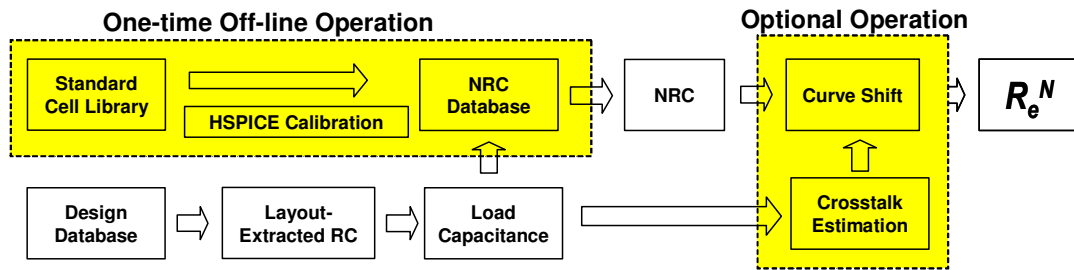 One-time Off-line Operation
Optional Operation
Standard
Cell Library
HSPICE Calibration
NRC
Database
NRC
Curve Shift
R_e^N
Design
Database
Layout-
Extracted RC
Load
Capacitance
Crosstalk
Estimation